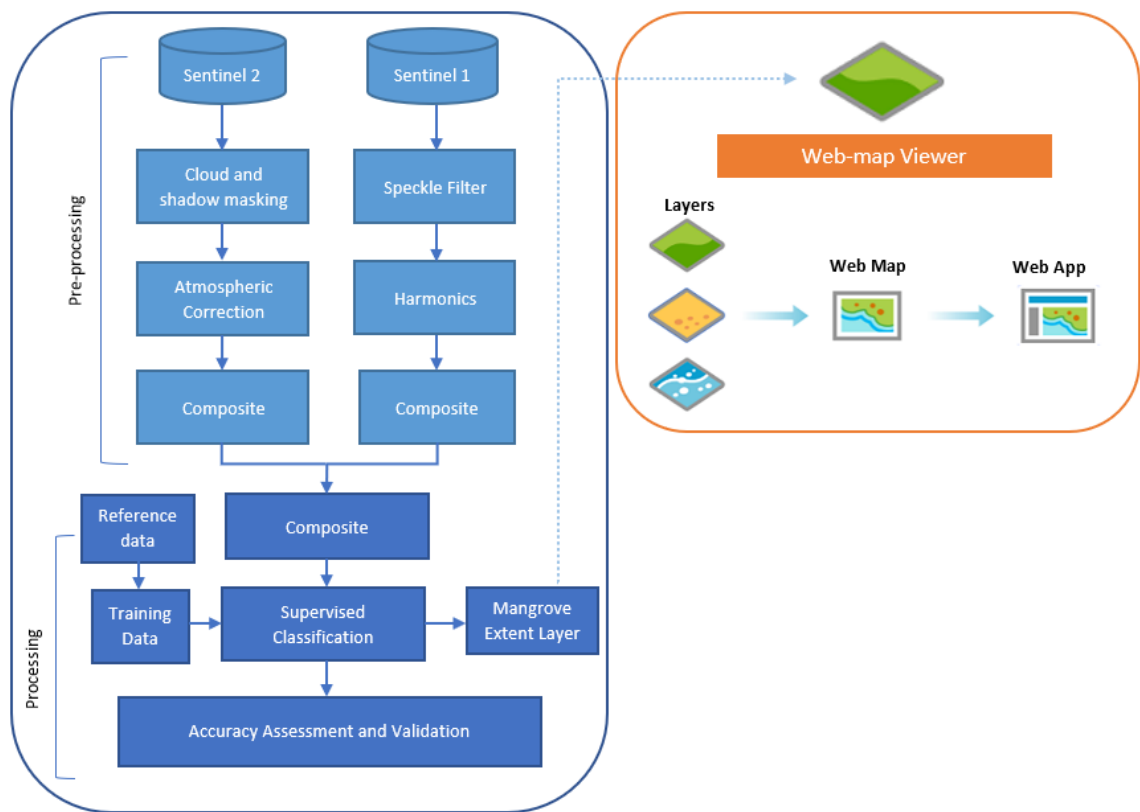 Sentinel 2
Sentinel 1
Cloud and
shadow masking
Speckle Filter
Atmospheric
Correction
Harmonics
Composite
Composite
Pre-processing
Composite
Reference
data
Training
Data
Supervised
Classification
Mangrove
Extent Layer
Processing
Accuracy Assessment and Validation
Web-map Viewer
Layers
Web Map
Web App